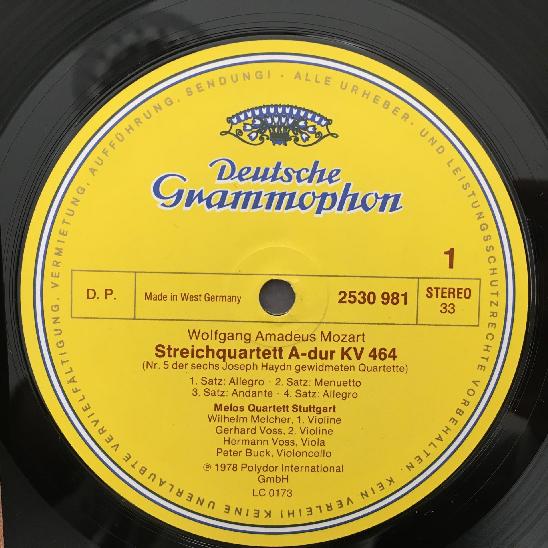 ALLE URHEBER- UND LEISTUNGSSCHUTZRECHTE VORBEHALTEN · KEIN VERLEIH! KEINE UNERLAUBTE VERVIELFÄLTIGUNG, VERMIETUNG, AUFFÜHRUNG, SENDUNG! ·
Deutsche
Grammophon
1
D. P.
Made in West Germany
2530 981
STEREO
33
Wolfgang Amadeus Mozart
Streichquartett A-dur KV 464
(Nr. 5 der sechs Joseph Haydn gewidmeten Quartette)
1. Satz: Allegro · 2. Satz: Menuetto
3. Satz: Andante · 4. Satz: Allegro
Melos Quartett Stuttgart
Wilhelm Melcher, 1. Violine
Gerhard Voss, 2. Violine
Hermann Voss, Viola
Peter Buck, Violoncello
℗ 1978 Polydor International
GmbH
LC 0173